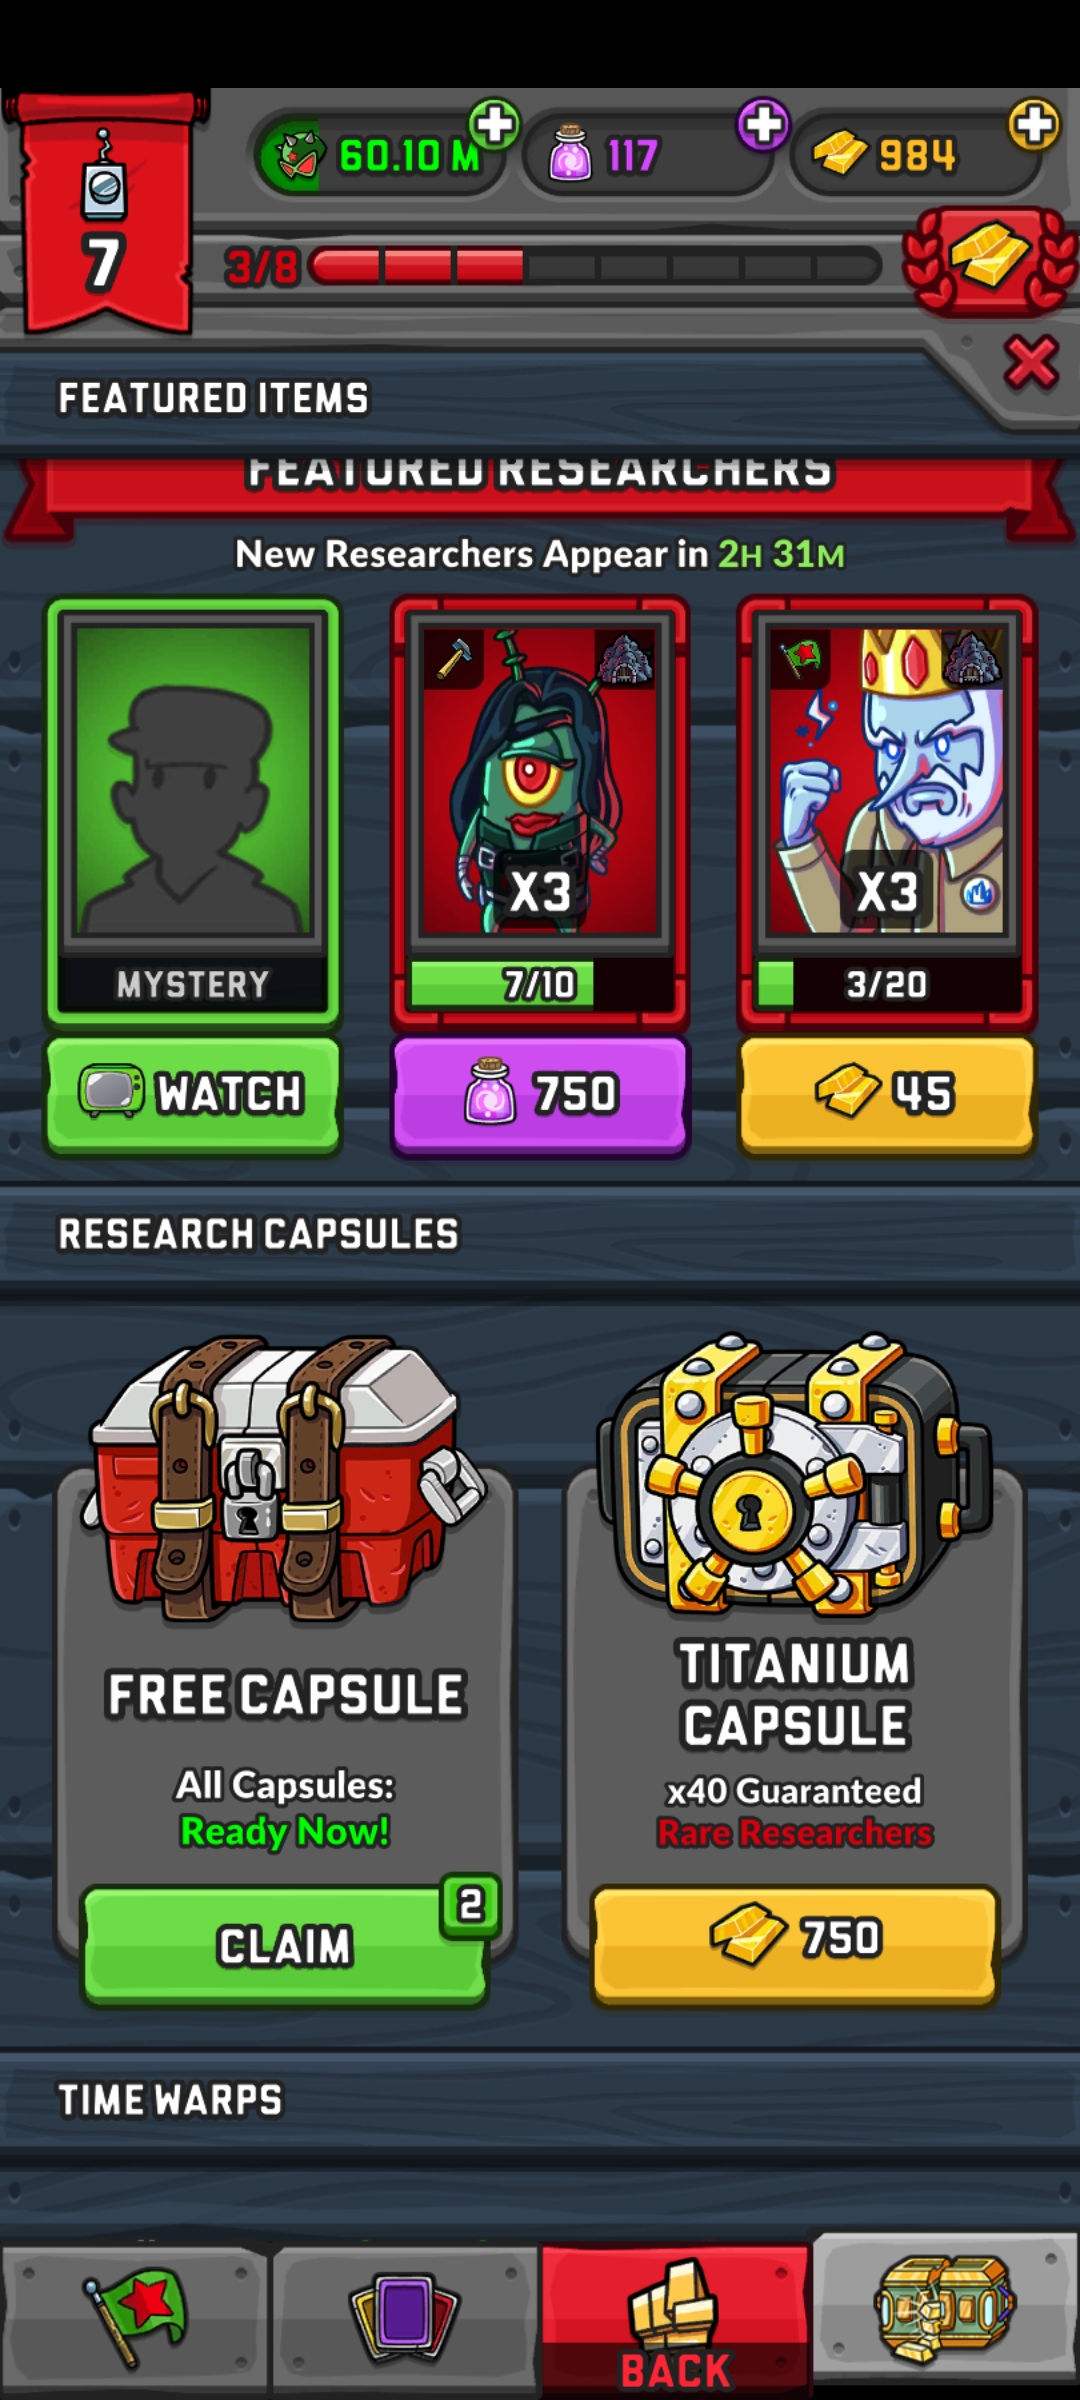 60.10 M
117
984
7
3/8
FEATURED ITEMS
FEATURED RESEARCHERS
New Researchers Appear in 2H 31M
X3
X3
MYSTERY
7/10
3/20
WATCH
750
45
RESEARCH CAPSULES
FREE CAPSULE
All Capsules:
Ready Now!
2
CLAIM
TITANIUM
CAPSULE
x40 Guaranteed
Rare Researchers
750
TIME WARPS
BACK